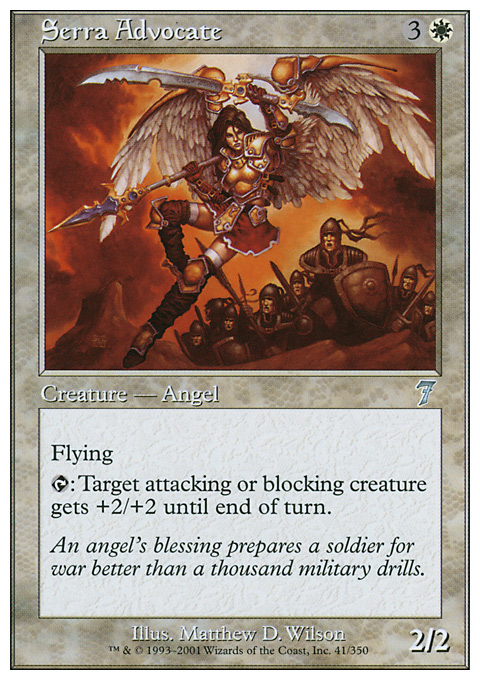 Serra Advocate 3
Creature — Angel 7
Flying
: Target attacking or blocking creature
gets +2/+2 until end of turn.
An angel's blessing prepares a soldier for
war better than a thousand military drills.
Illus. Matthew D. Wilson
2/2
™ & © 1993–2001 Wizards of the Coast, Inc. 41/350